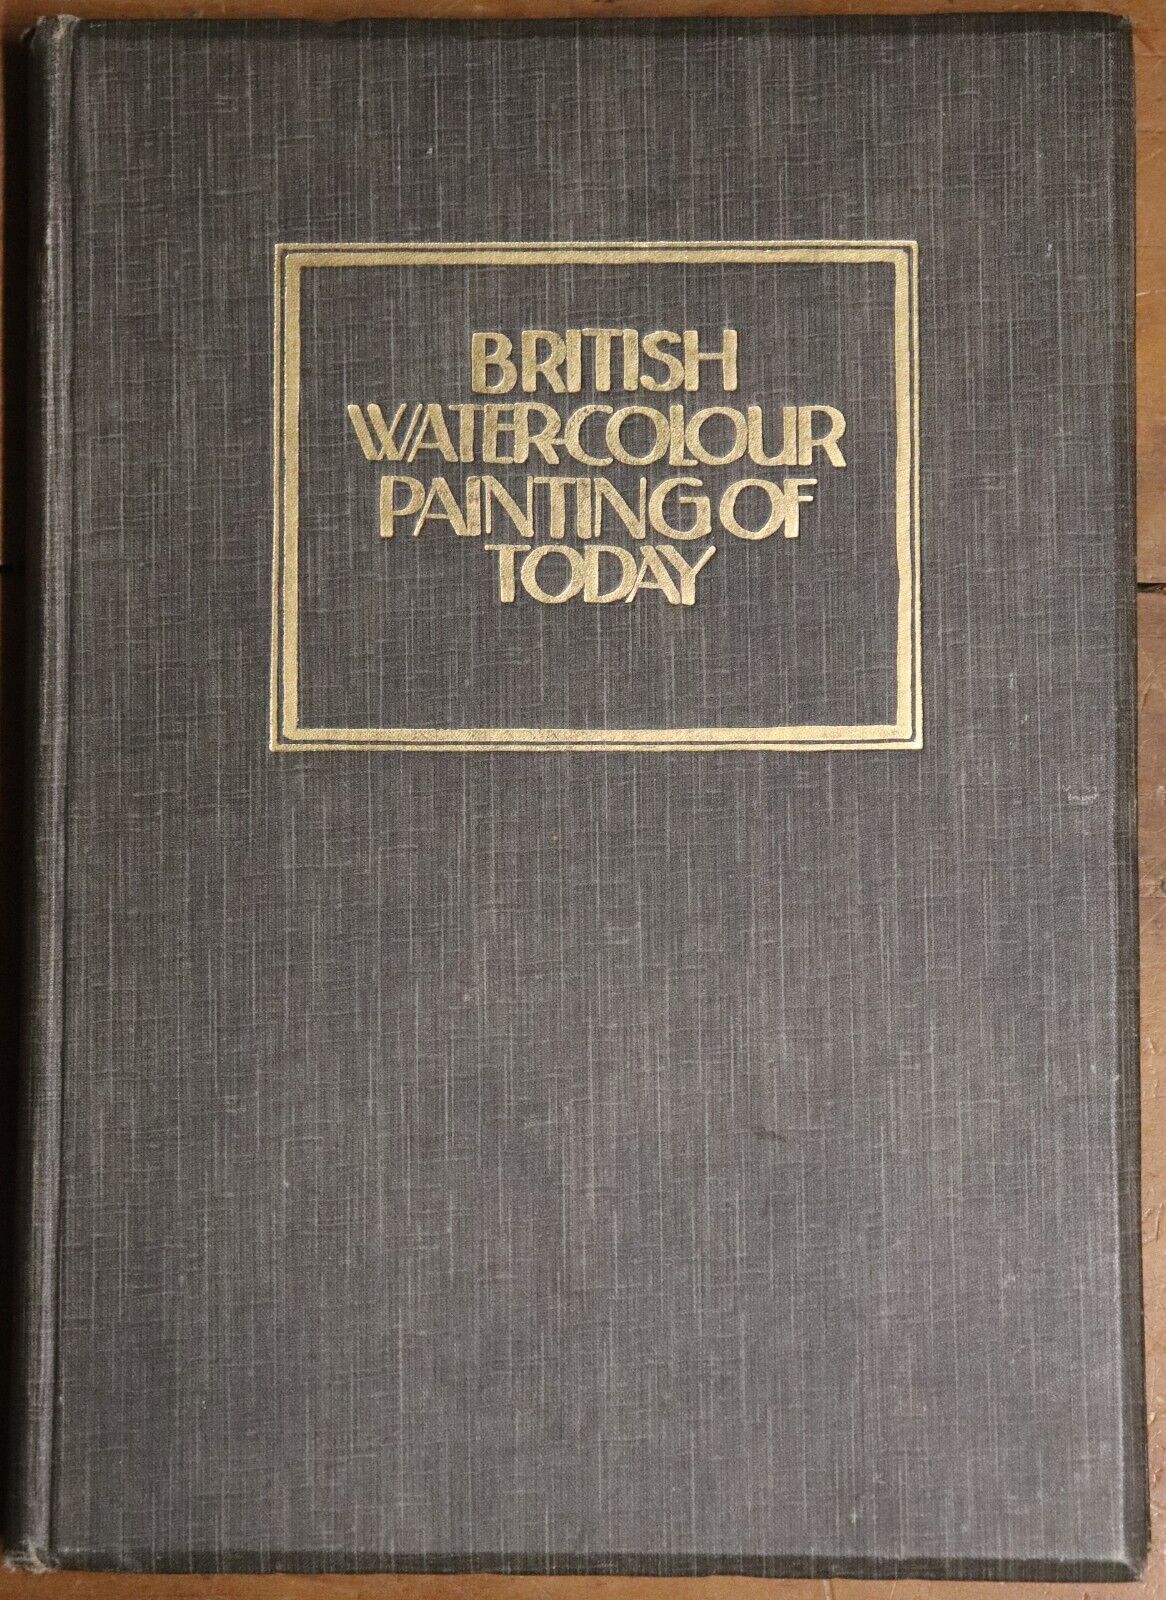 BRITISH
WATER-COLOUR
PAINTING OF
TODAY